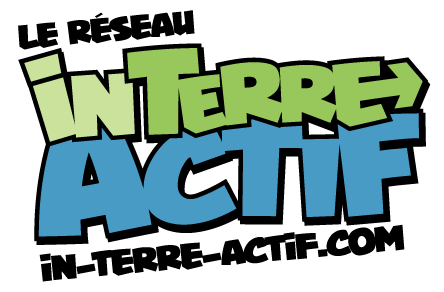 LE RÉSEAU
inTERRE
ACTiF
iN-TERRE-ACTiF.COM